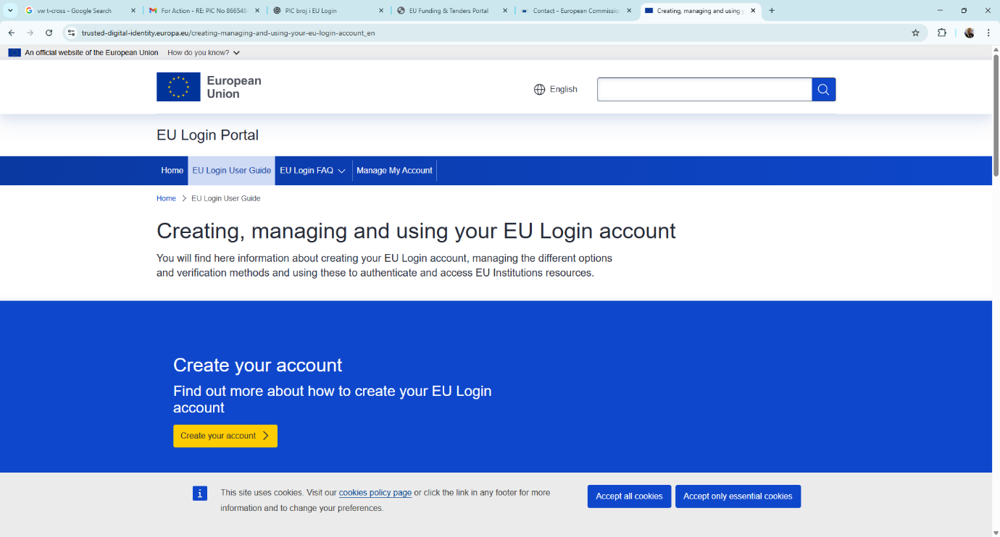 vw t-cross - Google Search
For Action - RE: PIC No 866548
PIC broj i EU Login
EU Funding & Tenders Portal
Contact - European Commissio
Creating, managing and using y
trusted-digital-identity.europa.eu/creating-managing-and-using-your-eu-login-account_en
An official website of the European Union How do you know?
European
Union
English
EU Login Portal
Home EU Login User Guide EU Login FAQ Manage My Account
Home EU Login User Guide
Creating, managing and using your EU Login account
You will find here information about creating your EU Login account, managing the different options
and verification methods and using these to authenticate and access EU Institutions resources.
Create your account
Find out more about how to create your EU Login
account
Create your account
This site uses cookies. Visit our cookies policy page or click the link in any footer for more
information and to change your preferences.
Accept all cookies
Accept only essential cookies